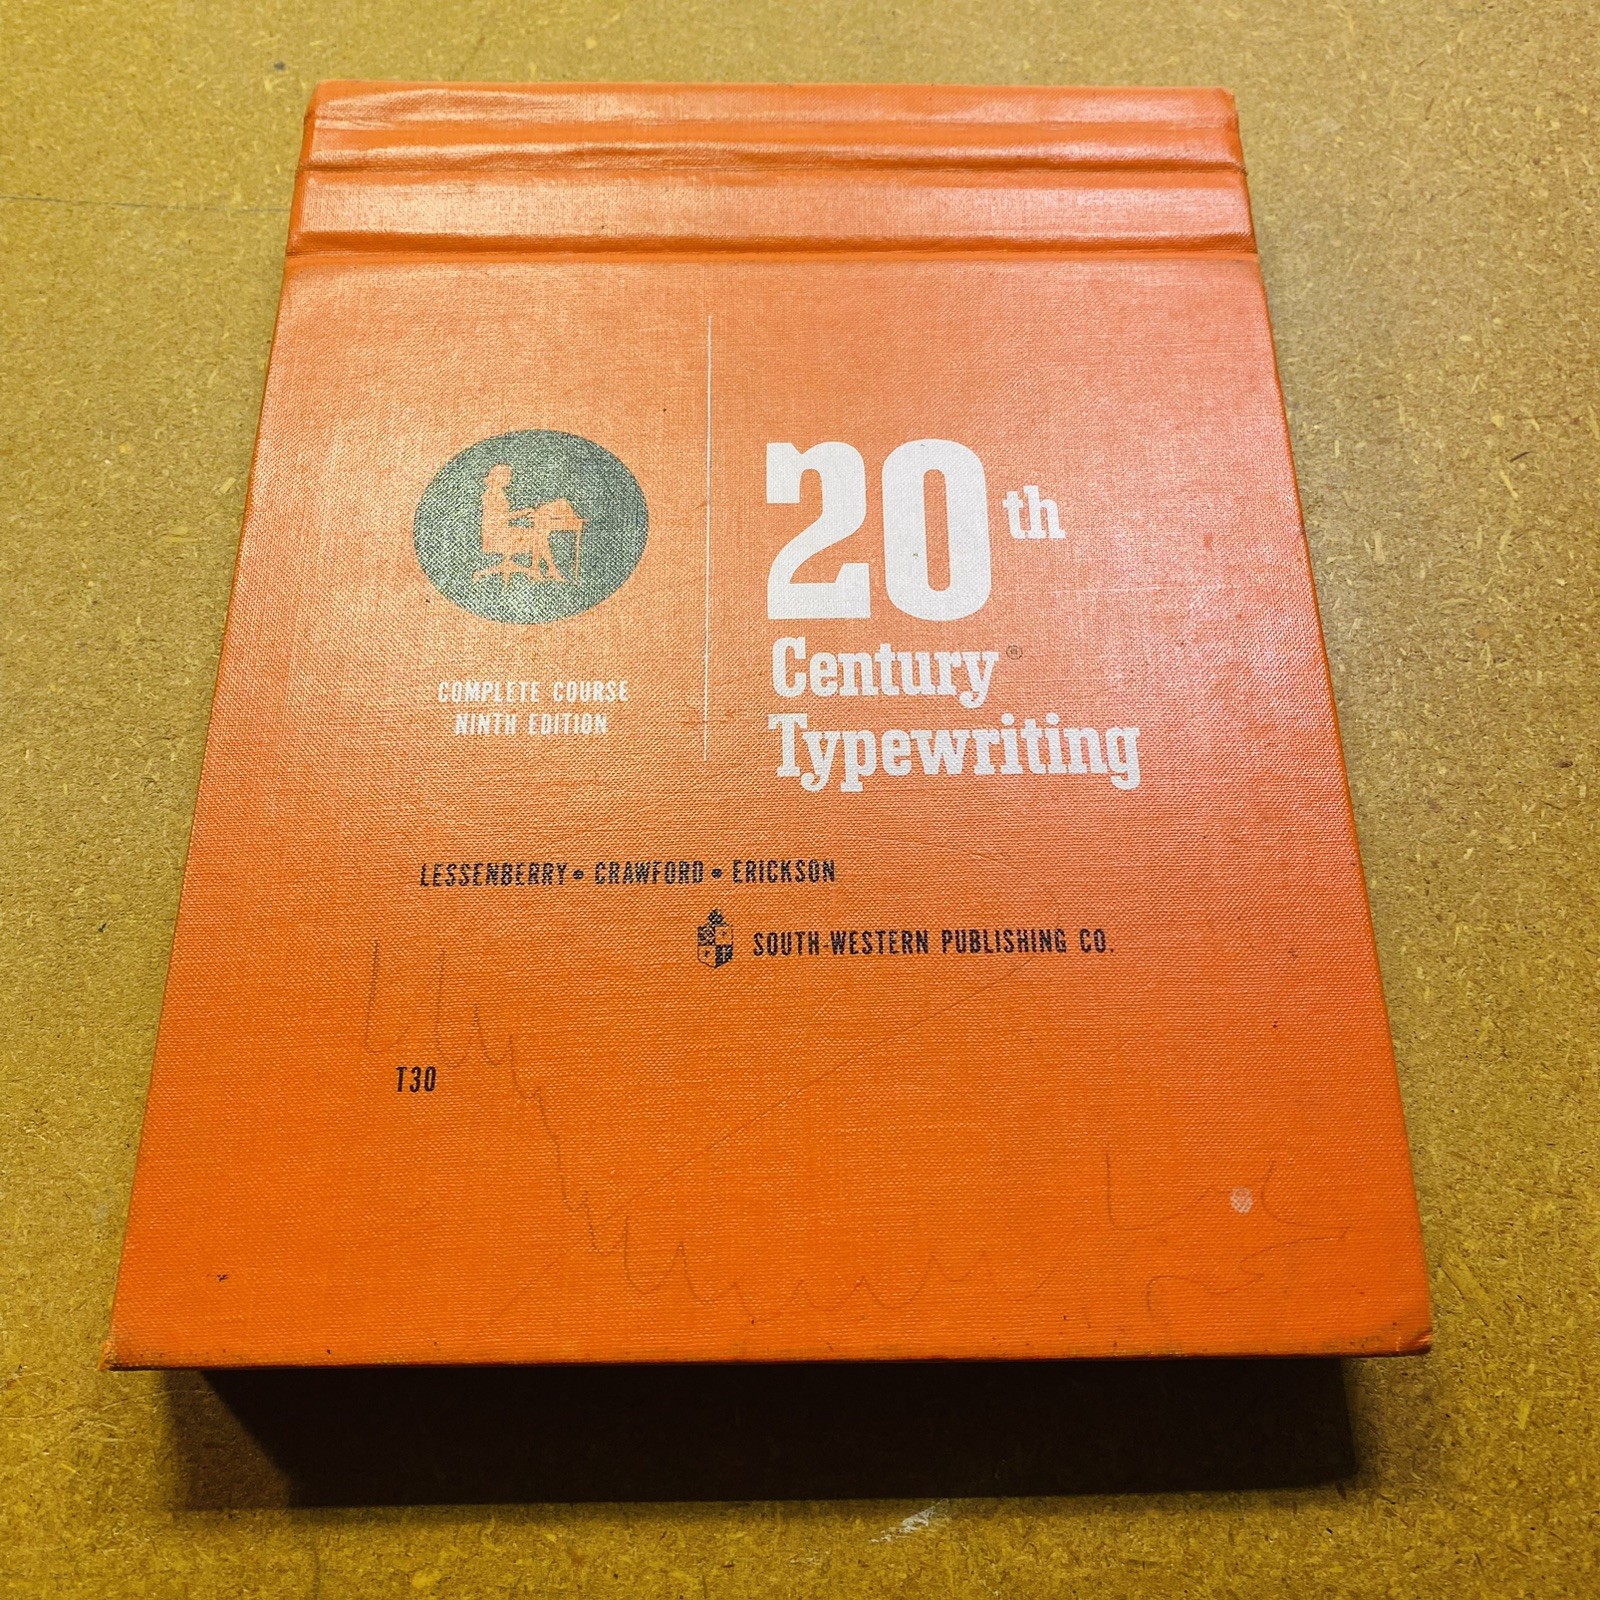 20th
Century®
Typewriting
COMPLETE COURSE
NINTH EDITION
LESSENBERRY • CRAWFORD • ERICKSON
SOUTH-WESTERN PUBLISHING CO.
T30